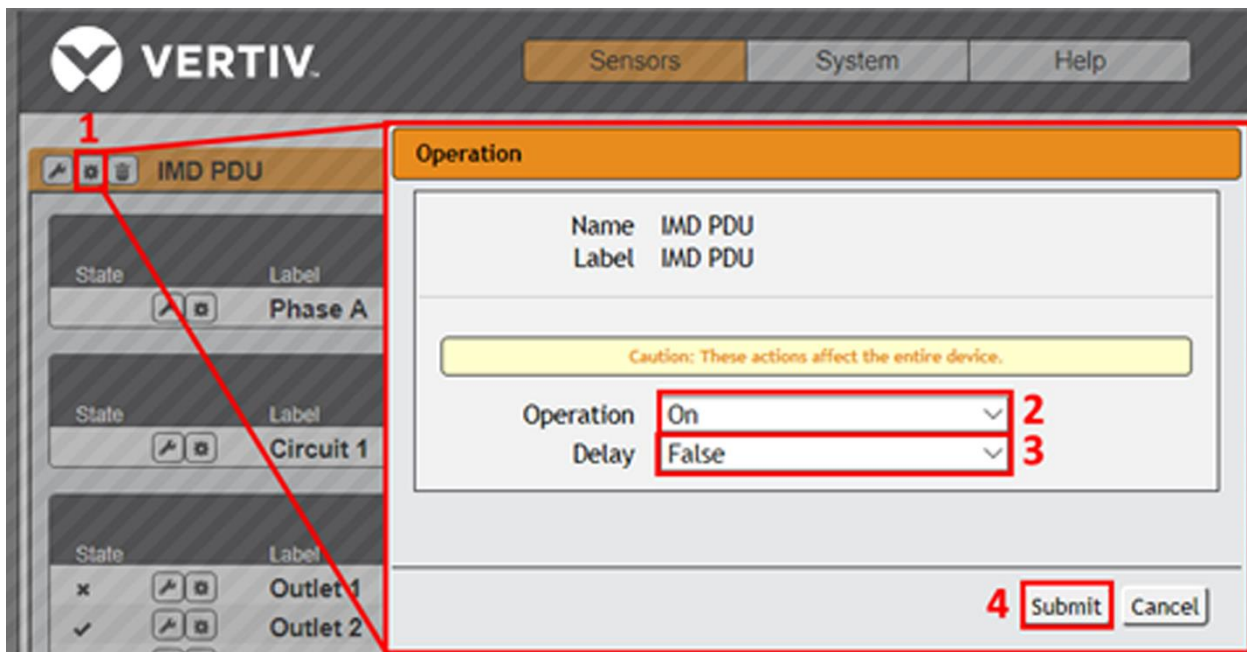 VERTIV.
Sensors System Help
1
IMD PDU
State Label
Phase A
State Label
Circuit 1
State Label
Outlet 1
Outlet 2
Operation
Name IMD PDU
Label IMD PDU
Caution: These actions affect the entire device.
Operation On 2
Delay False 3
4 Submit Cancel